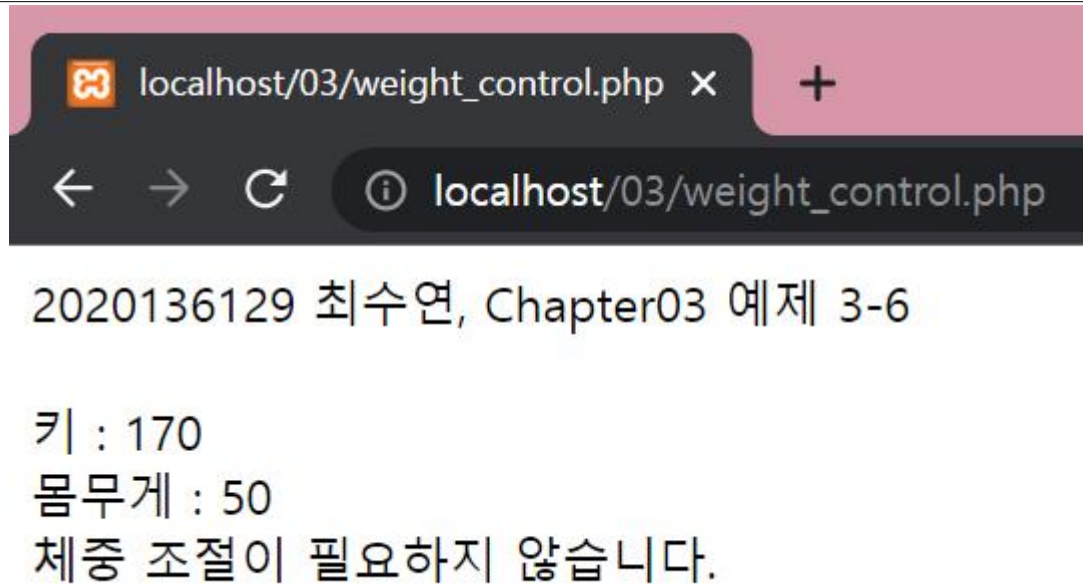 localhost/03/weight_control.php
localhost/03/weight_control.php
2020136129 최수연, Chapter03 예제 3-6
키 : 170
몸무게 : 50
체중 조절이 필요하지 않습니다.